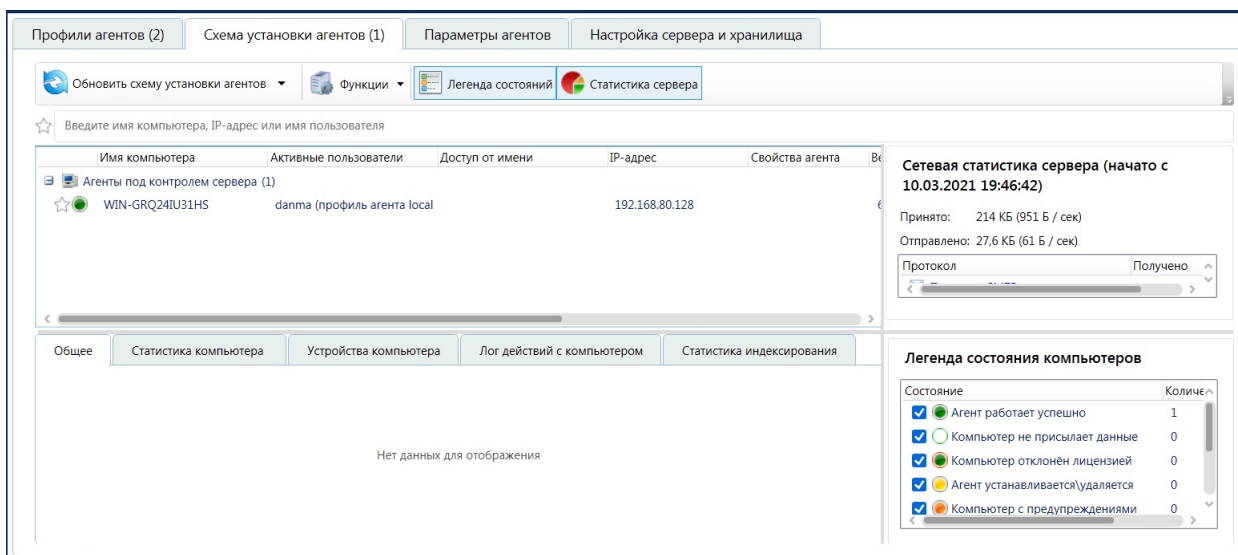 Профили агентов (2)
Схема установки агентов (1)
Параметры агентов
Настройка сервера и хранилища
Обновить схему установки агентов
Функции
Легенда состояний
Статистика сервера
Введите имя компьютера, IP-адрес или имя пользователя
Имя компьютера Активные пользователи Доступ от имени IP-адрес Свойства агента
Агенты под контролем сервера (1)
WIN-GRQ24IU31HS danma (профиль агента local 192.168.80.128
Сетевая статистика сервера (начато с
10.03.2021 19:46:42)
Принято: 214 КБ (951 Б / сек)
Отправлено: 27,6 КБ (61 Б / сек)
Протокол Получено
Общее
Статистика компьютера
Устройства компьютера
Лог действий с компьютером
Статистика индексирования
Нет данных для отображения
Легенда состояния компьютеров
Состояние Количе
Агент работает успешно 1
Компьютер не присылает данные 0
Компьютер отклонён лицензией 0
Агент устанавливается\удаляется 0
Компьютер с предупреждениями 0